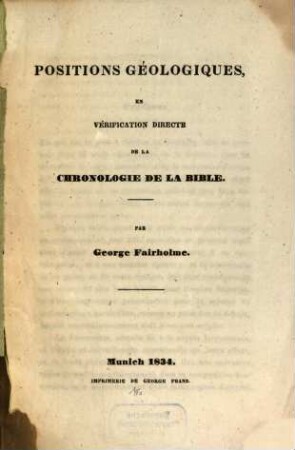 POSITIONS GÉOLOGIQUES,
EN
VÉRIFICATION DIRECTE
DE LA
CHRONOLOGIE DE LA BIBLE.
PAR
George Fairholme.
Munich 1834.
IMPRIMERIE DE GEORGE FRANZ.